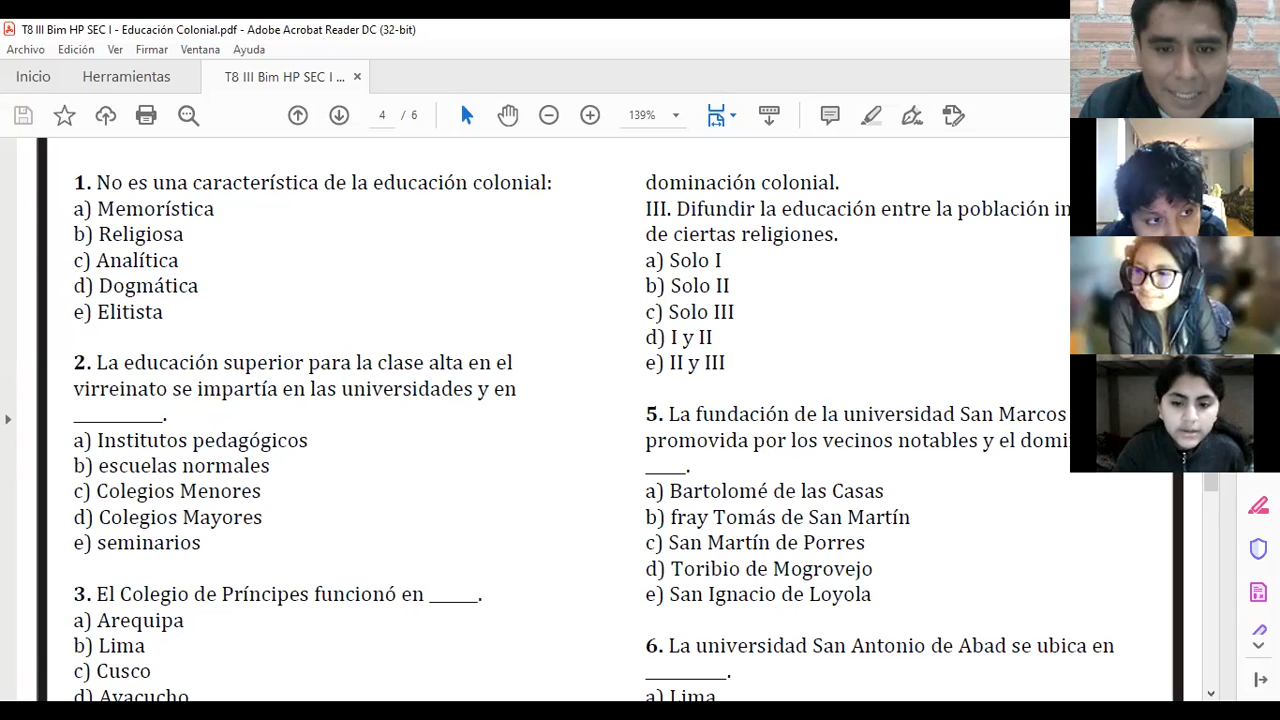 T8 III Bim HP SEC I - Educación Colonial.pdf - Adobe Acrobat Reader DC (32-bit)
Archivo Edición Ver Firmar Ventana Ayuda
Inicio Herramientas T8 III Bim HP SEC I ... ×
4 / 6 139%
1. No es una característica de la educación colonial:
a) Memorística
b) Religiosa
c) Analítica
d) Dogmática
e) Elitista
2. La educación superior para la clase alta en el
virreinato se impartía en las universidades y en
_________.
a) Institutos pedagógicos
b) escuelas normales
c) Colegios Menores
d) Colegios Mayores
e) seminarios
3. El Colegio de Príncipes funcionó en _____.
a) Arequipa
b) Lima
c) Cusco
d) Ayacucho
dominación colonial.
III. Difundir la educación entre la población
de ciertas religiones.
a) Solo I
b) Solo II
c) Solo III
d) I y II
e) II y III
5. La fundación de la universidad San Marcos
promovida por los vecinos notables y el
____.
a) Bartolomé de las Casas
b) fray Tomás de San Martín
c) San Martín de Porres
d) Toribio de Mogrovejo
e) San Ignacio de Loyola
6. La universidad San Antonio de Abad se ubica en
________.
a) Lima